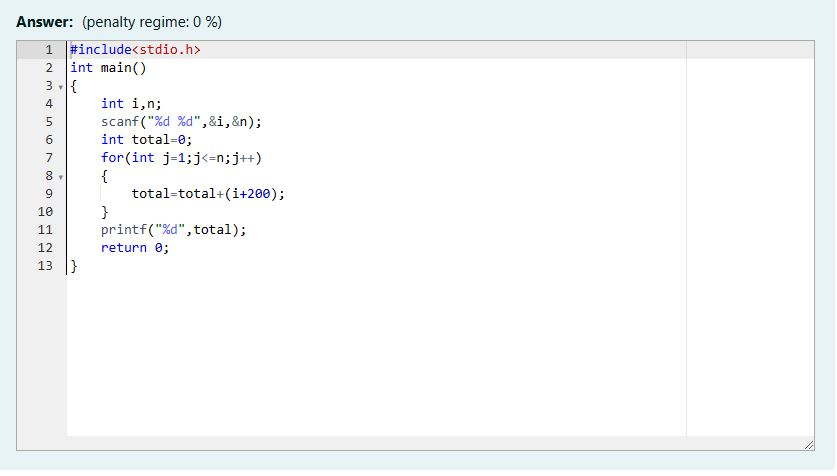 Answer: (penalty regime: 0 %)
1 #include<stdio.h>
2 int main()
3 {
4     int i,n;
5     scanf("%d %d",&i,&n);
6     int total=0;
7     for(int j=1;j<=n;j++)
8     {
9         total=total+(i+200);
10     }
11     printf("%d",total);
12     return 0;
13 }